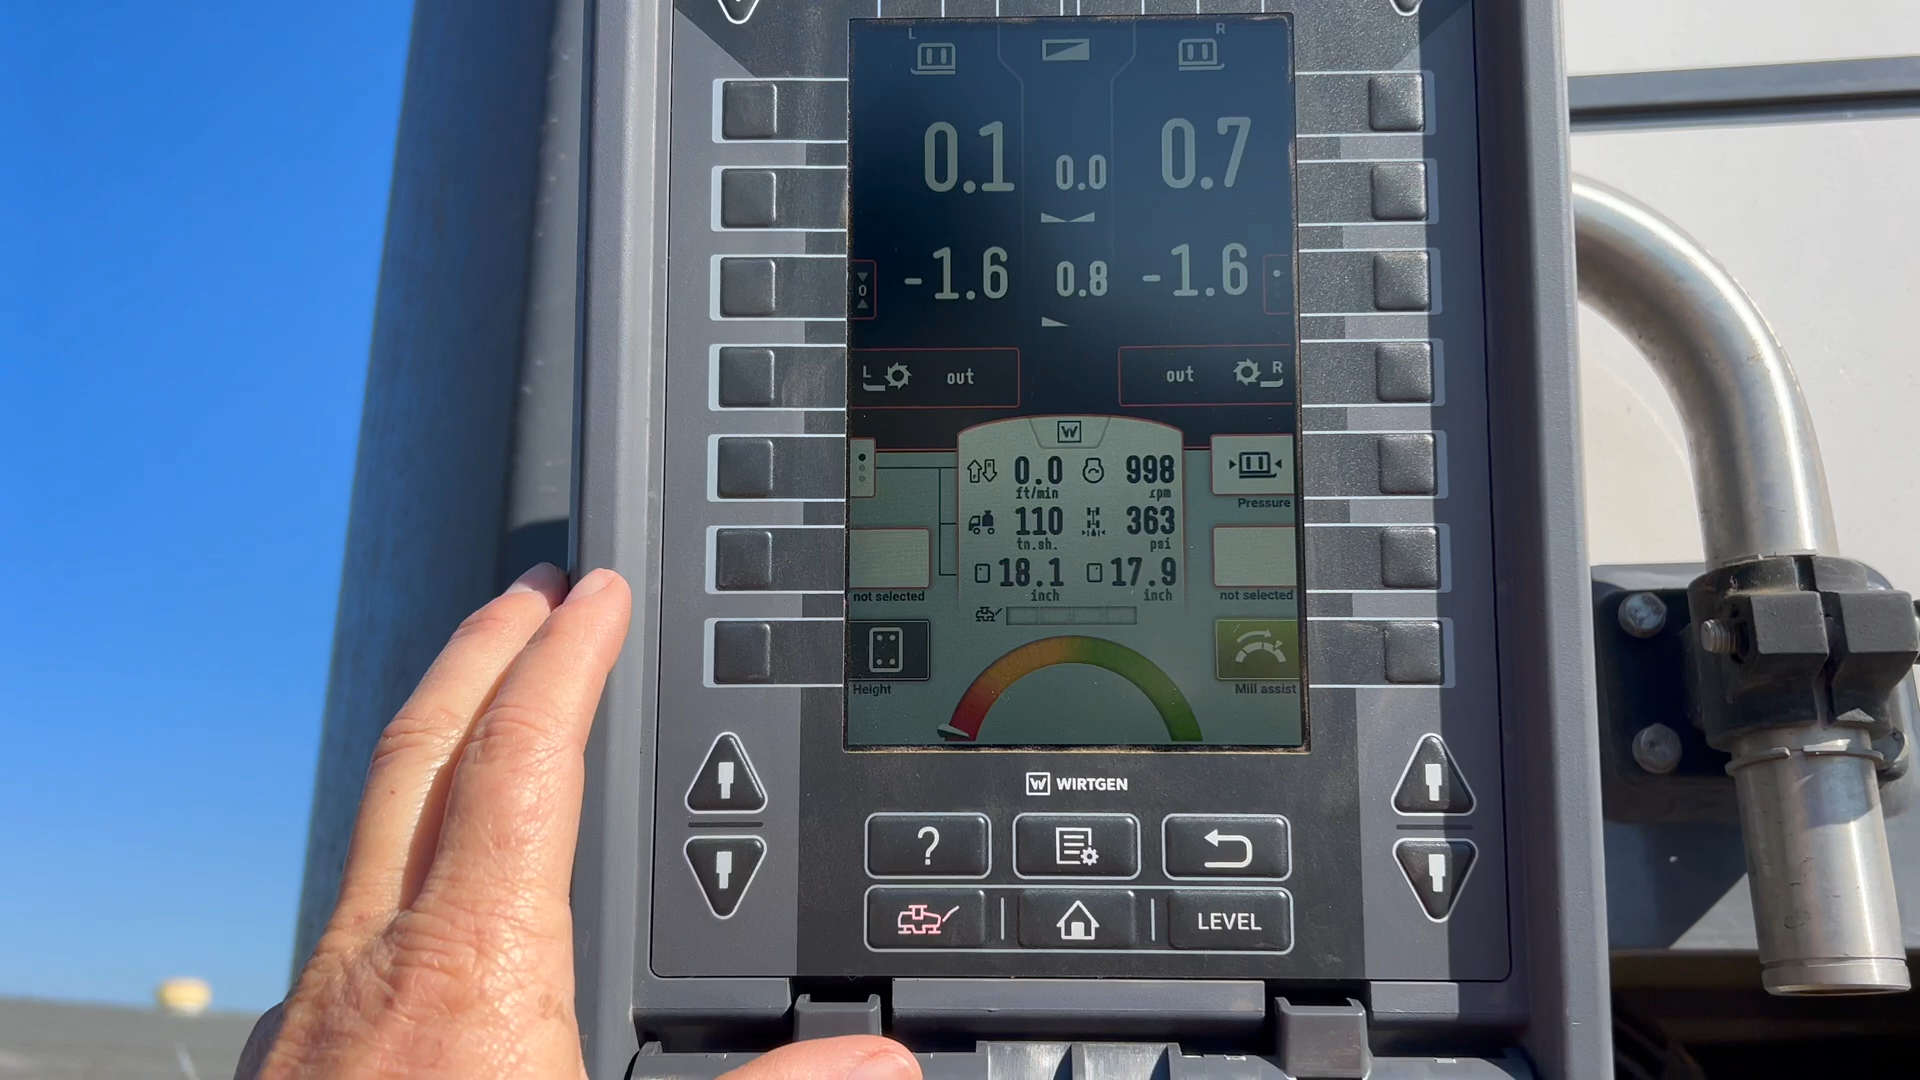 L R
0.1 0.0 0.7
-1.6 0.8 -1.6
0
L out out R
W
0.0 998
ft/min rpm
Pressure
110 363
tn.sh. psi
18.1 17.9
inch inch
not selected not selected
Height Mill assist
W WIRTGEN
?
LEVEL